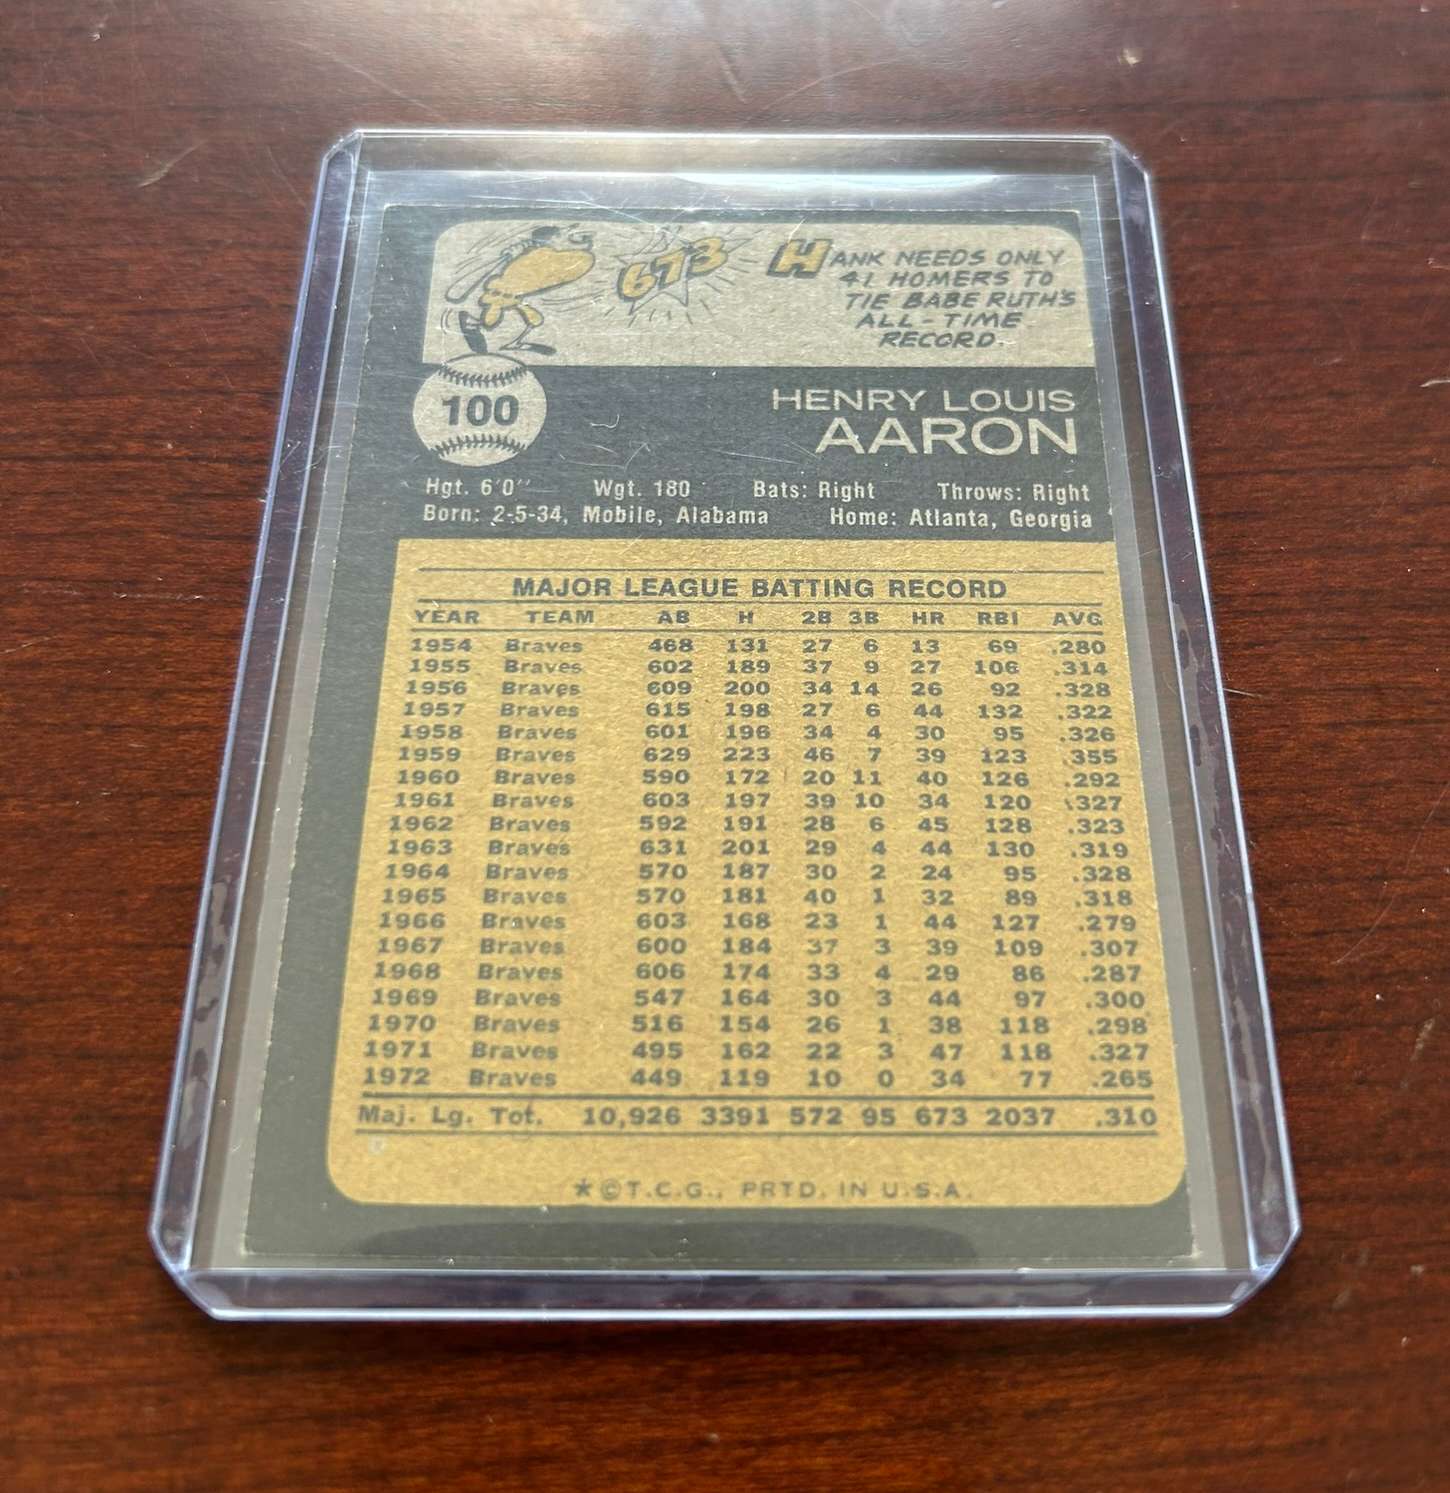 673
HANK NEEDS ONLY
41 HOMERS TO
TIE BABE RUTH'S
ALL-TIME
RECORD.
100
HENRY LOUIS
AARON
Hgt. 6'0" Wgt. 180 Bats: Right Throws: Right
Born: 2-5-34, Mobile, Alabama Home: Atlanta, Georgia
MAJOR LEAGUE BATTING RECORD
YEAR TEAM AB H 2B 3B HR RBI AVG
1954 Braves 468 131 27 6 13 69 .280
1955 Braves 602 189 37 9 27 106 .314
1956 Braves 609 200 34 14 26 92 .328
1957 Braves 615 198 27 6 44 132 .322
1958 Braves 601 196 34 4 30 95 .326
1959 Braves 629 223 46 7 39 123 .355
1960 Braves 590 172 20 11 40 126 .292
1961 Braves 603 197 39 10 34 120 .327
1962 Braves 592 191 28 6 45 128 .323
1963 Braves 631 201 29 4 44 130 .319
1964 Braves 570 187 30 2 24 95 .328
1965 Braves 570 181 40 1 32 89 .318
1966 Braves 603 168 23 1 44 127 .279
1967 Braves 600 184 37 3 39 109 .307
1968 Braves 606 174 33 4 29 86 .287
1969 Braves 547 164 30 3 44 97 .300
1970 Braves 516 154 26 1 38 118 .298
1971 Braves 495 162 22 3 47 118 .327
1972 Braves 449 119 10 0 34 77 .265
Maj. Lg. Tot. 10,926 3391 572 95 673 2037 .310
★©T.C.G., PRTD. IN U.S.A.